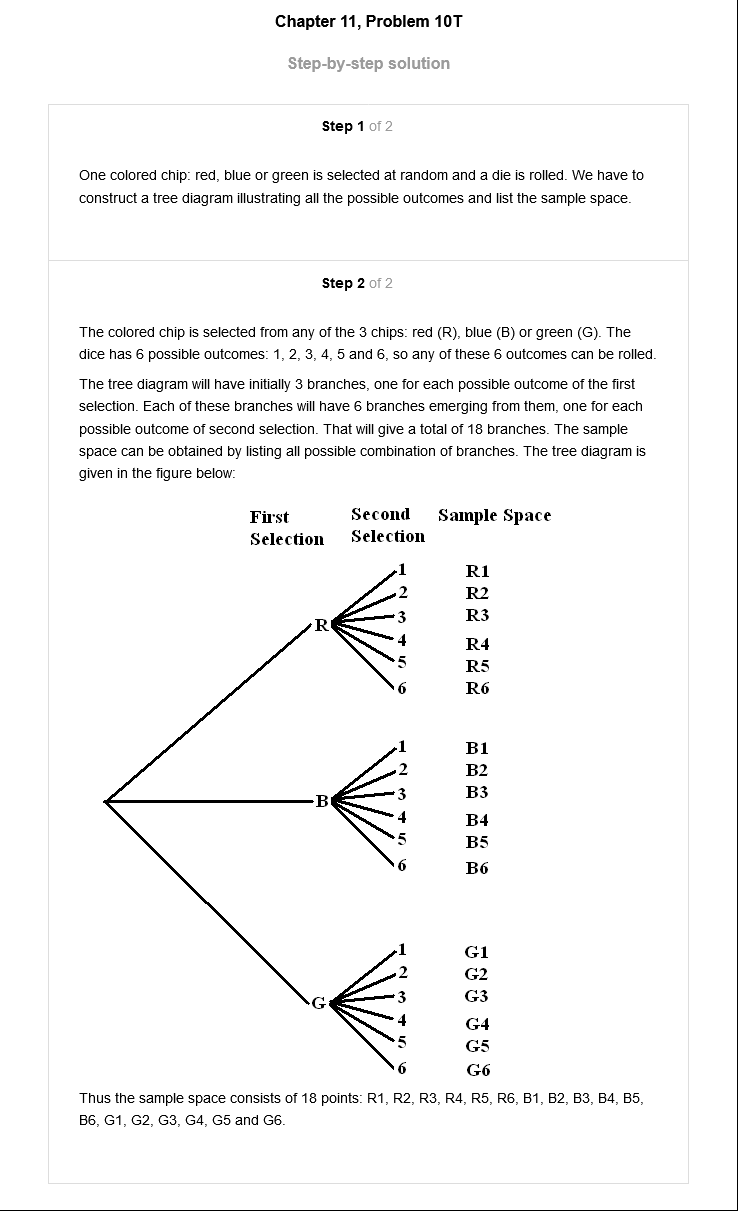 Chapter 11, Problem 10T
Step-by-step solution
Step 1 of 2
One colored chip: red, blue or green is selected at random and a die is rolled. We have to
construct a tree diagram illustrating all the possible outcomes and list the sample space.
Step 2 of 2
The colored chip is selected from any of the 3 chips: red (R), blue (B) or green (G). The
dice has 6 possible outcomes: 1, 2, 3, 4, 5 and 6, so any of these 6 outcomes can be rolled.
The tree diagram will have initially 3 branches, one for each possible outcome of the first
selection. Each of these branches will have 6 branches emerging from them, one for each
possible outcome of second selection. That will give a total of 18 branches. The sample
space can be obtained by listing all possible combination of branches. The tree diagram is
given in the figure below:
First Second Sample Space
Selection Selection
1 R1
2 R2
3 R3
R
4 R4
5 R5
6 R6
1 B1
2 B2
3 B3
B
4 B4
5 B5
6 B6
1 G1
2 G2
3 G3
G
4 G4
5 G5
6 G6
Thus the sample space consists of 18 points: R1, R2, R3, R4, R5, R6, B1, B2, B3, B4, B5,
B6, G1, G2, G3, G4, G5 and G6.